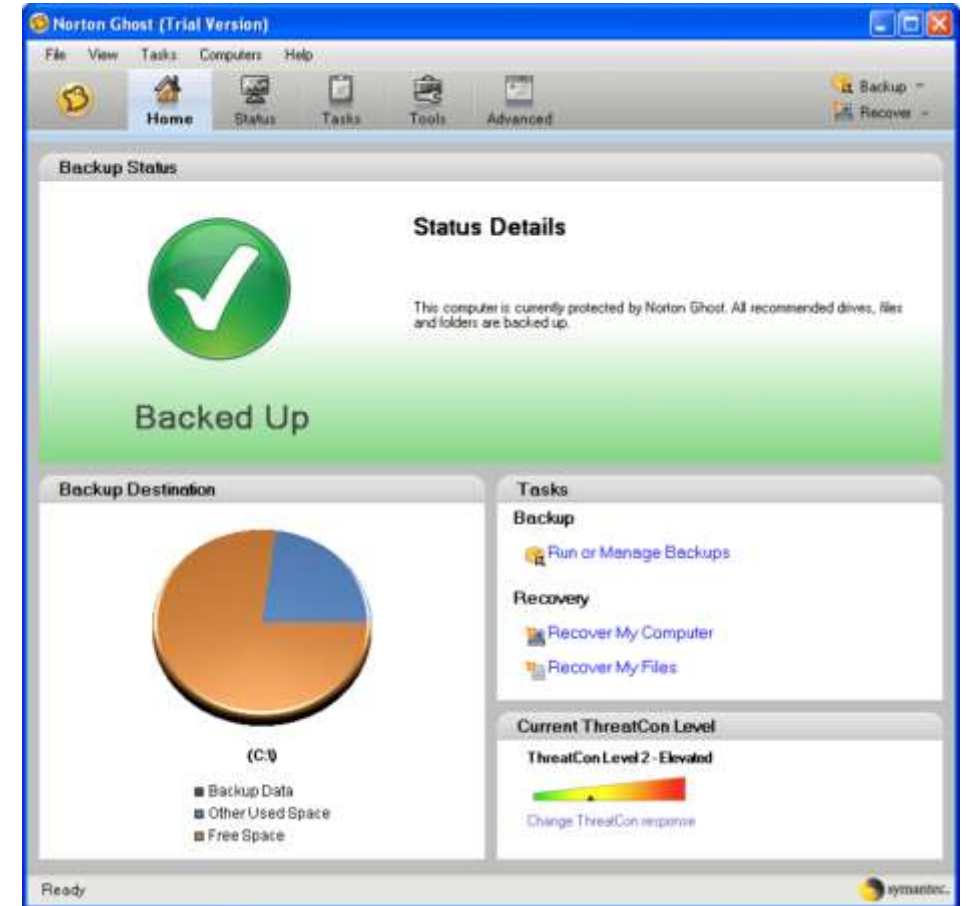 Norton Ghost (Trial Version)
File View Tasks Computers Help
Home Status Tasks Tools Advanced
Backup
Recover
Backup Status
Status Details
This computer is currently protected by Norton Ghost. All recommended drives, files
and folders are backed up.
Backed Up
Backup Destination
(C:\)
Backup Data
Other Used Space
Free Space
Tasks
Backup
Run or Manage Backups
Recovery
Recover My Computer
Recover My Files
Current ThreatCon Level
ThreatCon Level 2 - Elevated
Change ThreatCon response
Ready
symantec.